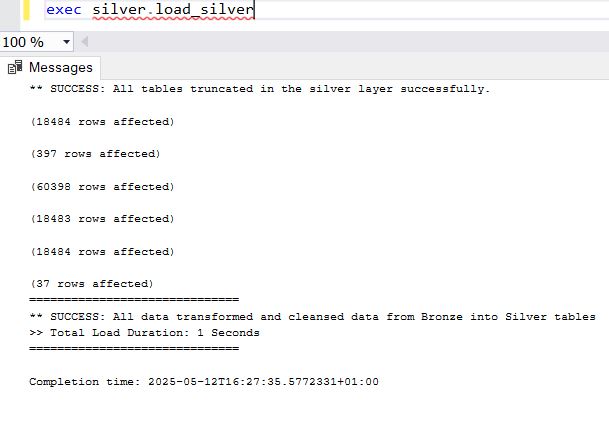 exec silver.load_silver
100 %
Messages
** SUCCESS: All tables truncated in the silver layer successfully.
(18484 rows affected)
(397 rows affected)
(60398 rows affected)
(18483 rows affected)
(18484 rows affected)
(37 rows affected)
==============================
** SUCCESS: All data transformed and cleansed data from Bronze into Silver tables
>> Total Load Duration: 1 Seconds
==============================
Completion time: 2025-05-12T16:27:35.5772331+01:00